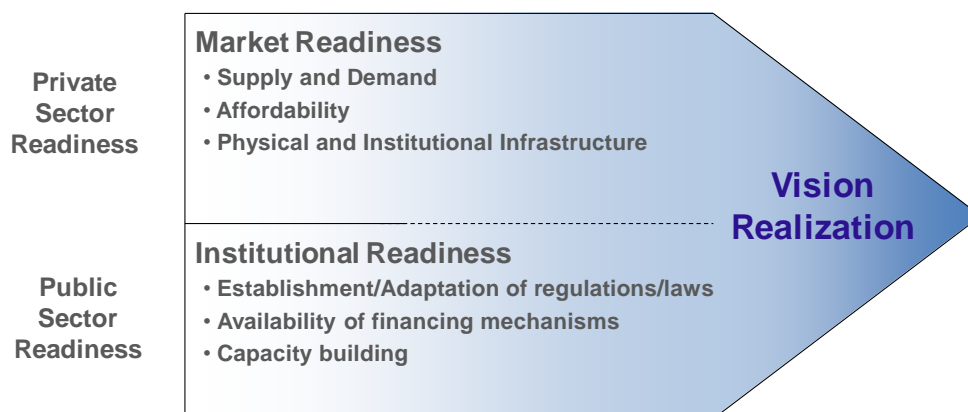 Private
Sector
Readiness
Market Readiness
• Supply and Demand
• Affordability
• Physical and Institutional Infrastructure
Vision
Realization
Public
Sector
Readiness
Institutional Readiness
• Establishment/Adaptation of regulations/laws
• Availability of financing mechanisms
• Capacity building